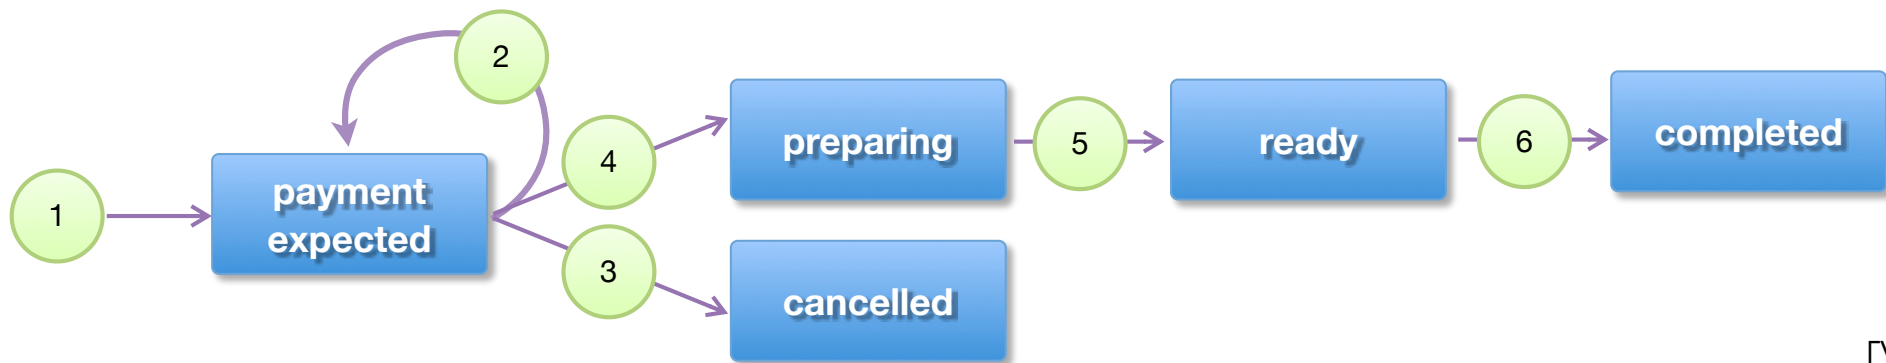 1
payment
expected
2
4
3
preparing
cancelled
5
ready
6
completed